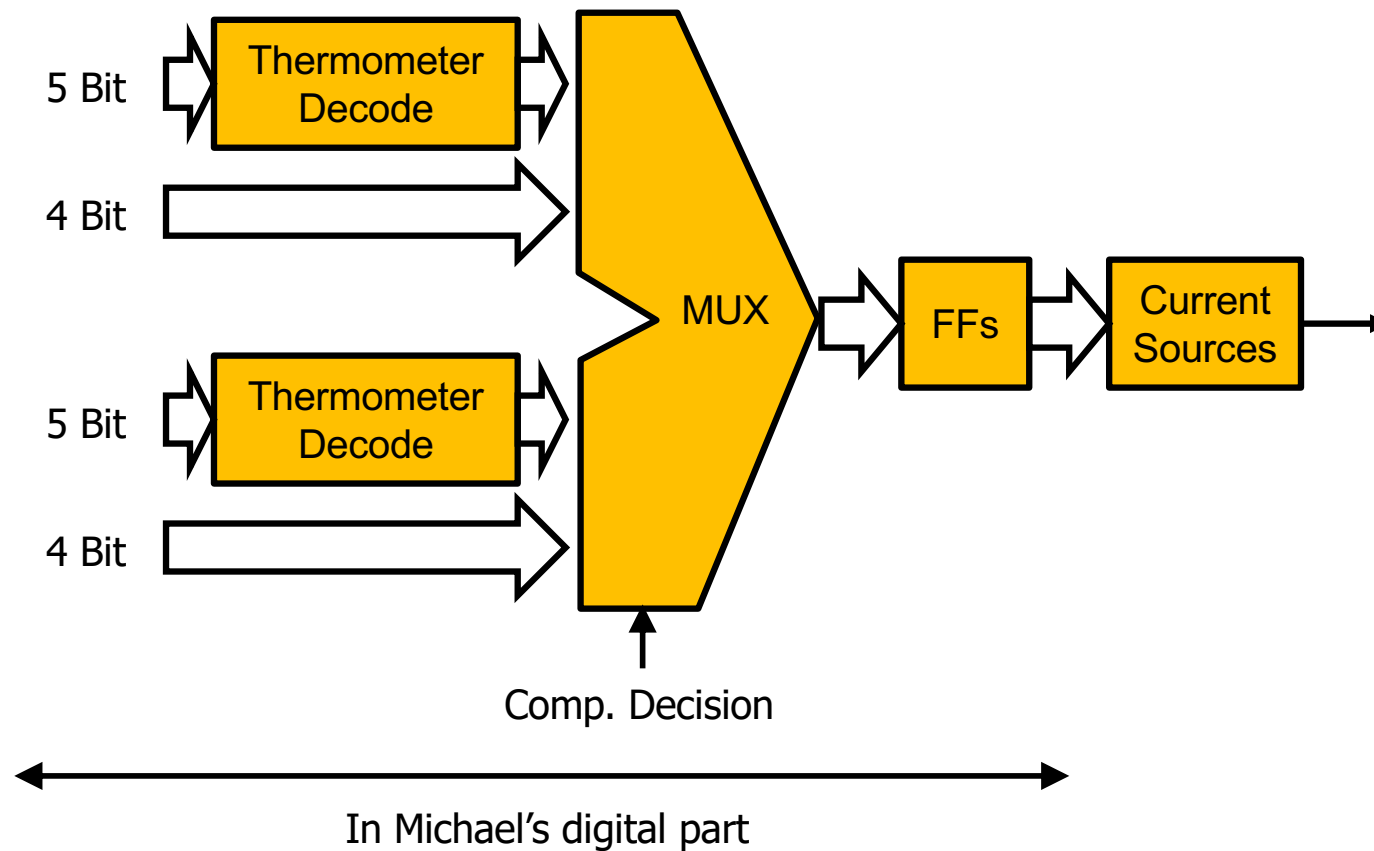 5 Bit
Thermometer
Decode
4 Bit
MUX
FFs
Current
Sources
5 Bit
Thermometer
Decode
4 Bit
Comp. Decision
In Michael’s digital part